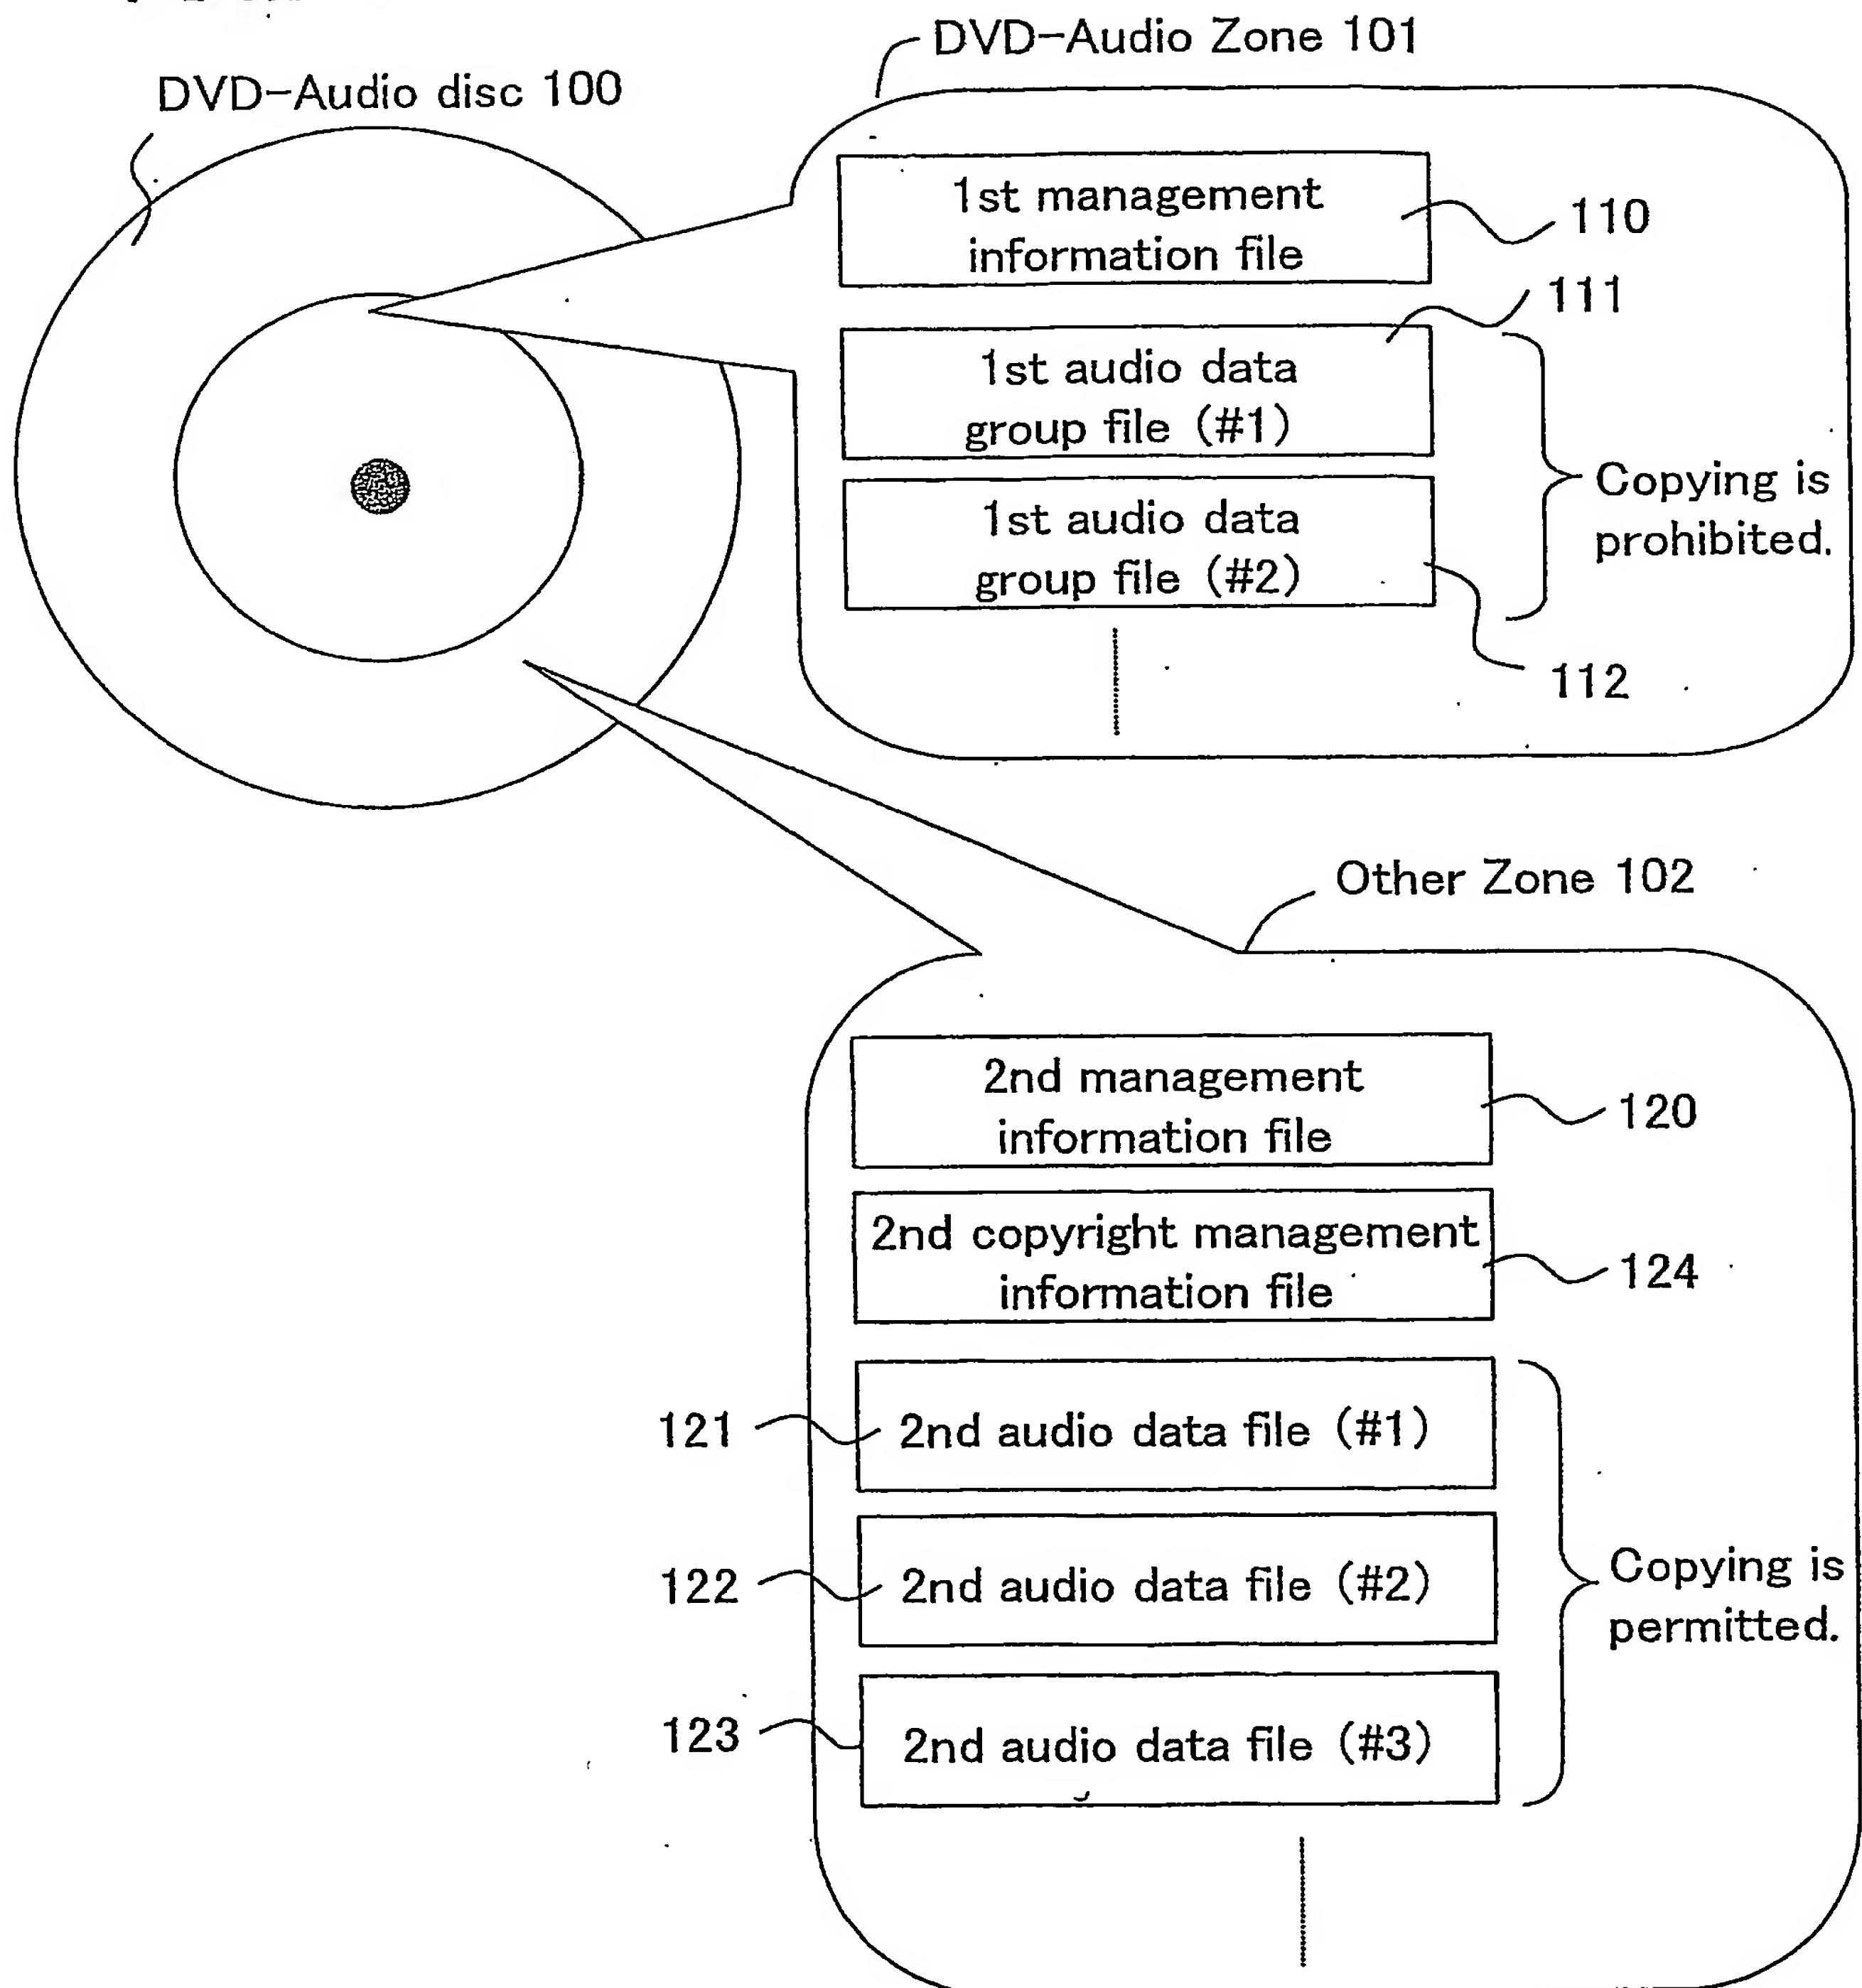 DVD-Audio Zone 101
DVD-Audio disc 100
1st management
information file
110
111
1st audio data
group file (#1)
1st audio data
group file (#2)
Copying is
prohibited.
112
Other Zone 102
2nd management
information file
120
2nd copyright management
information file
124
121
2nd audio data file (#1)
122
2nd audio data file (#2)
Copying is
permitted.
123
2nd audio data file (#3)